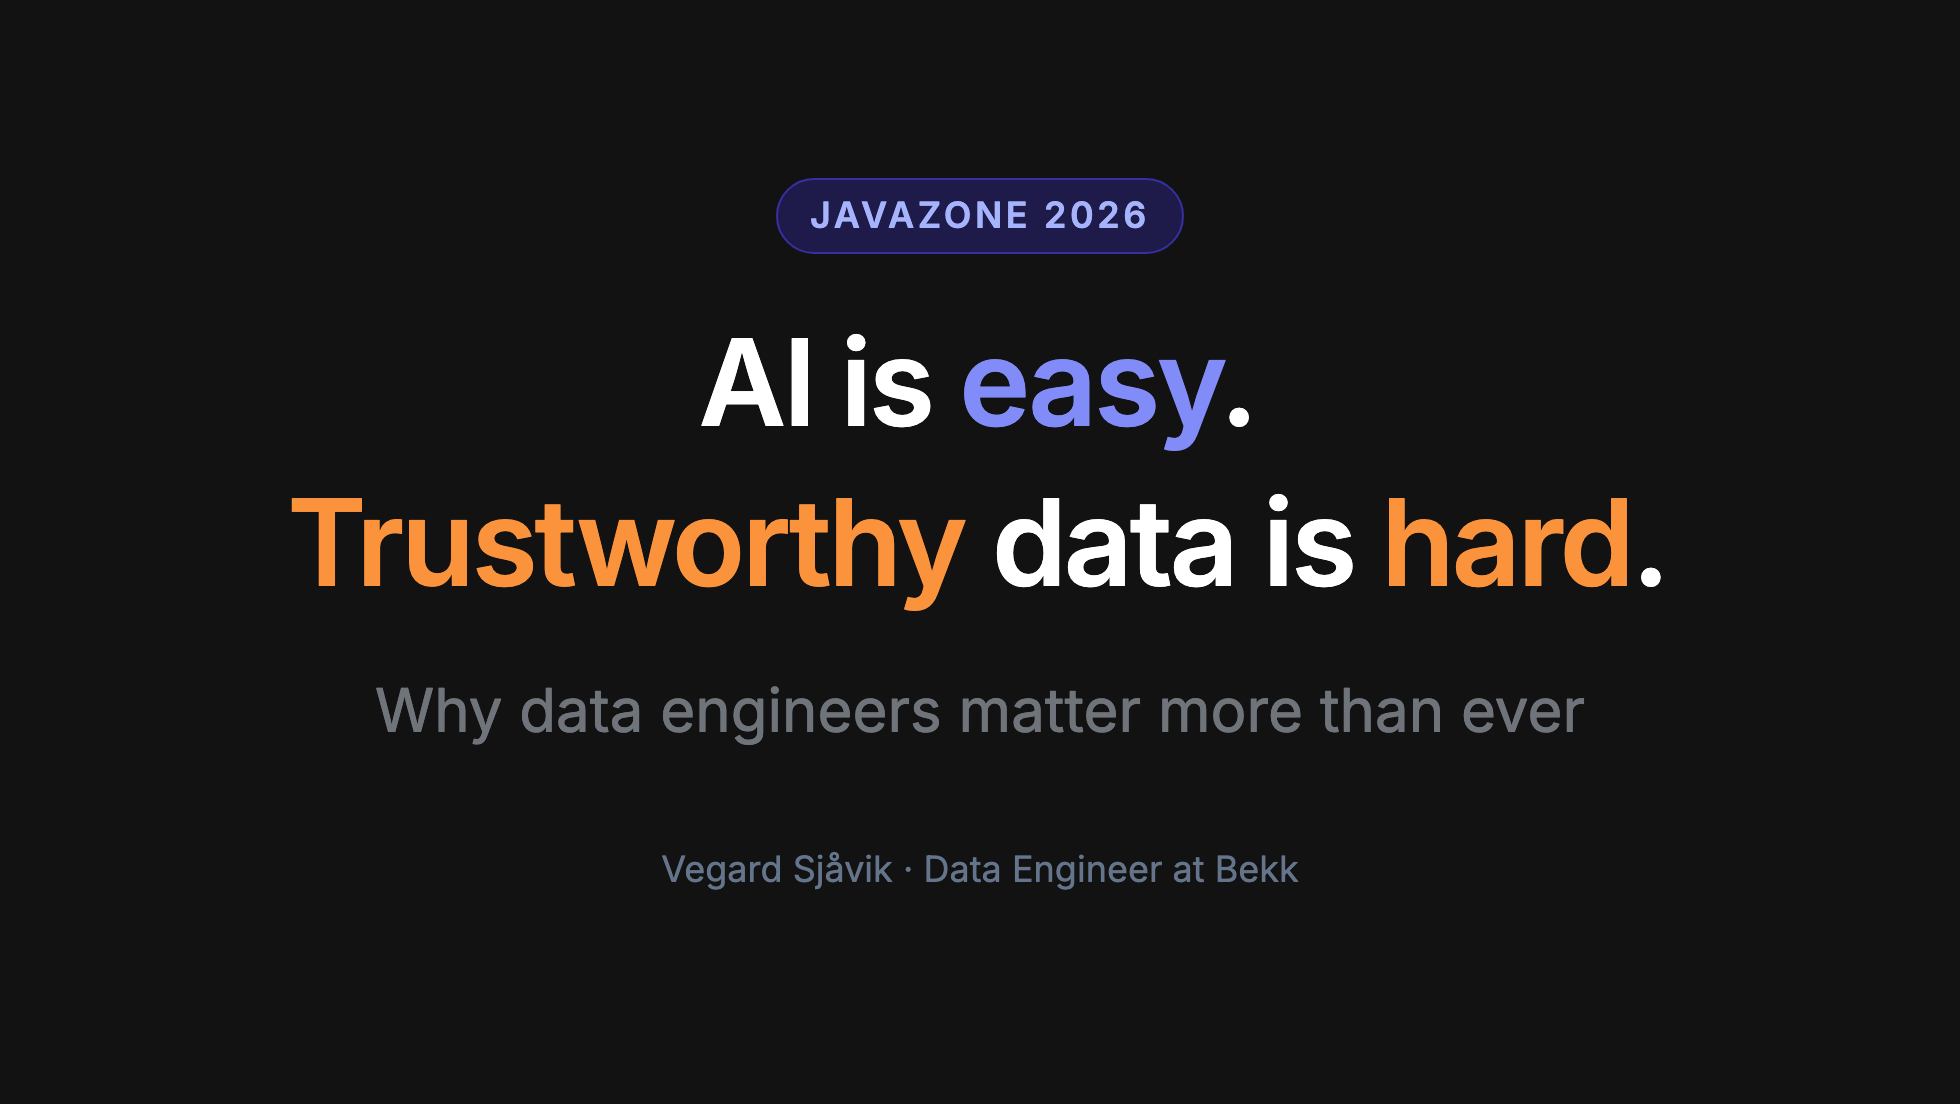 JAVAZONE 2026
AI is easy.
Trustworthy data is hard.
Why data engineers matter more than ever
Vegard Sjåvik · Data Engineer at Bekk